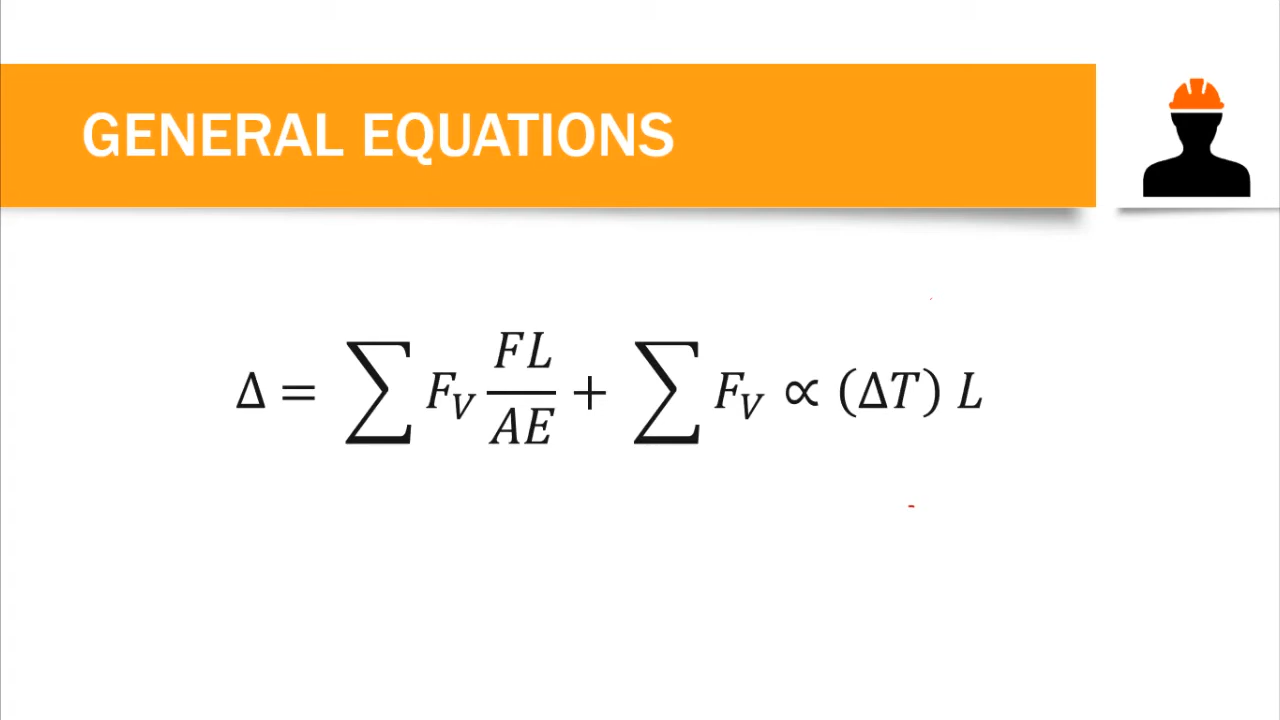 GENERAL EQUATIONS
Δ = ∑ F_V FL/AE + ∑ F_V ∝ (ΔT) L